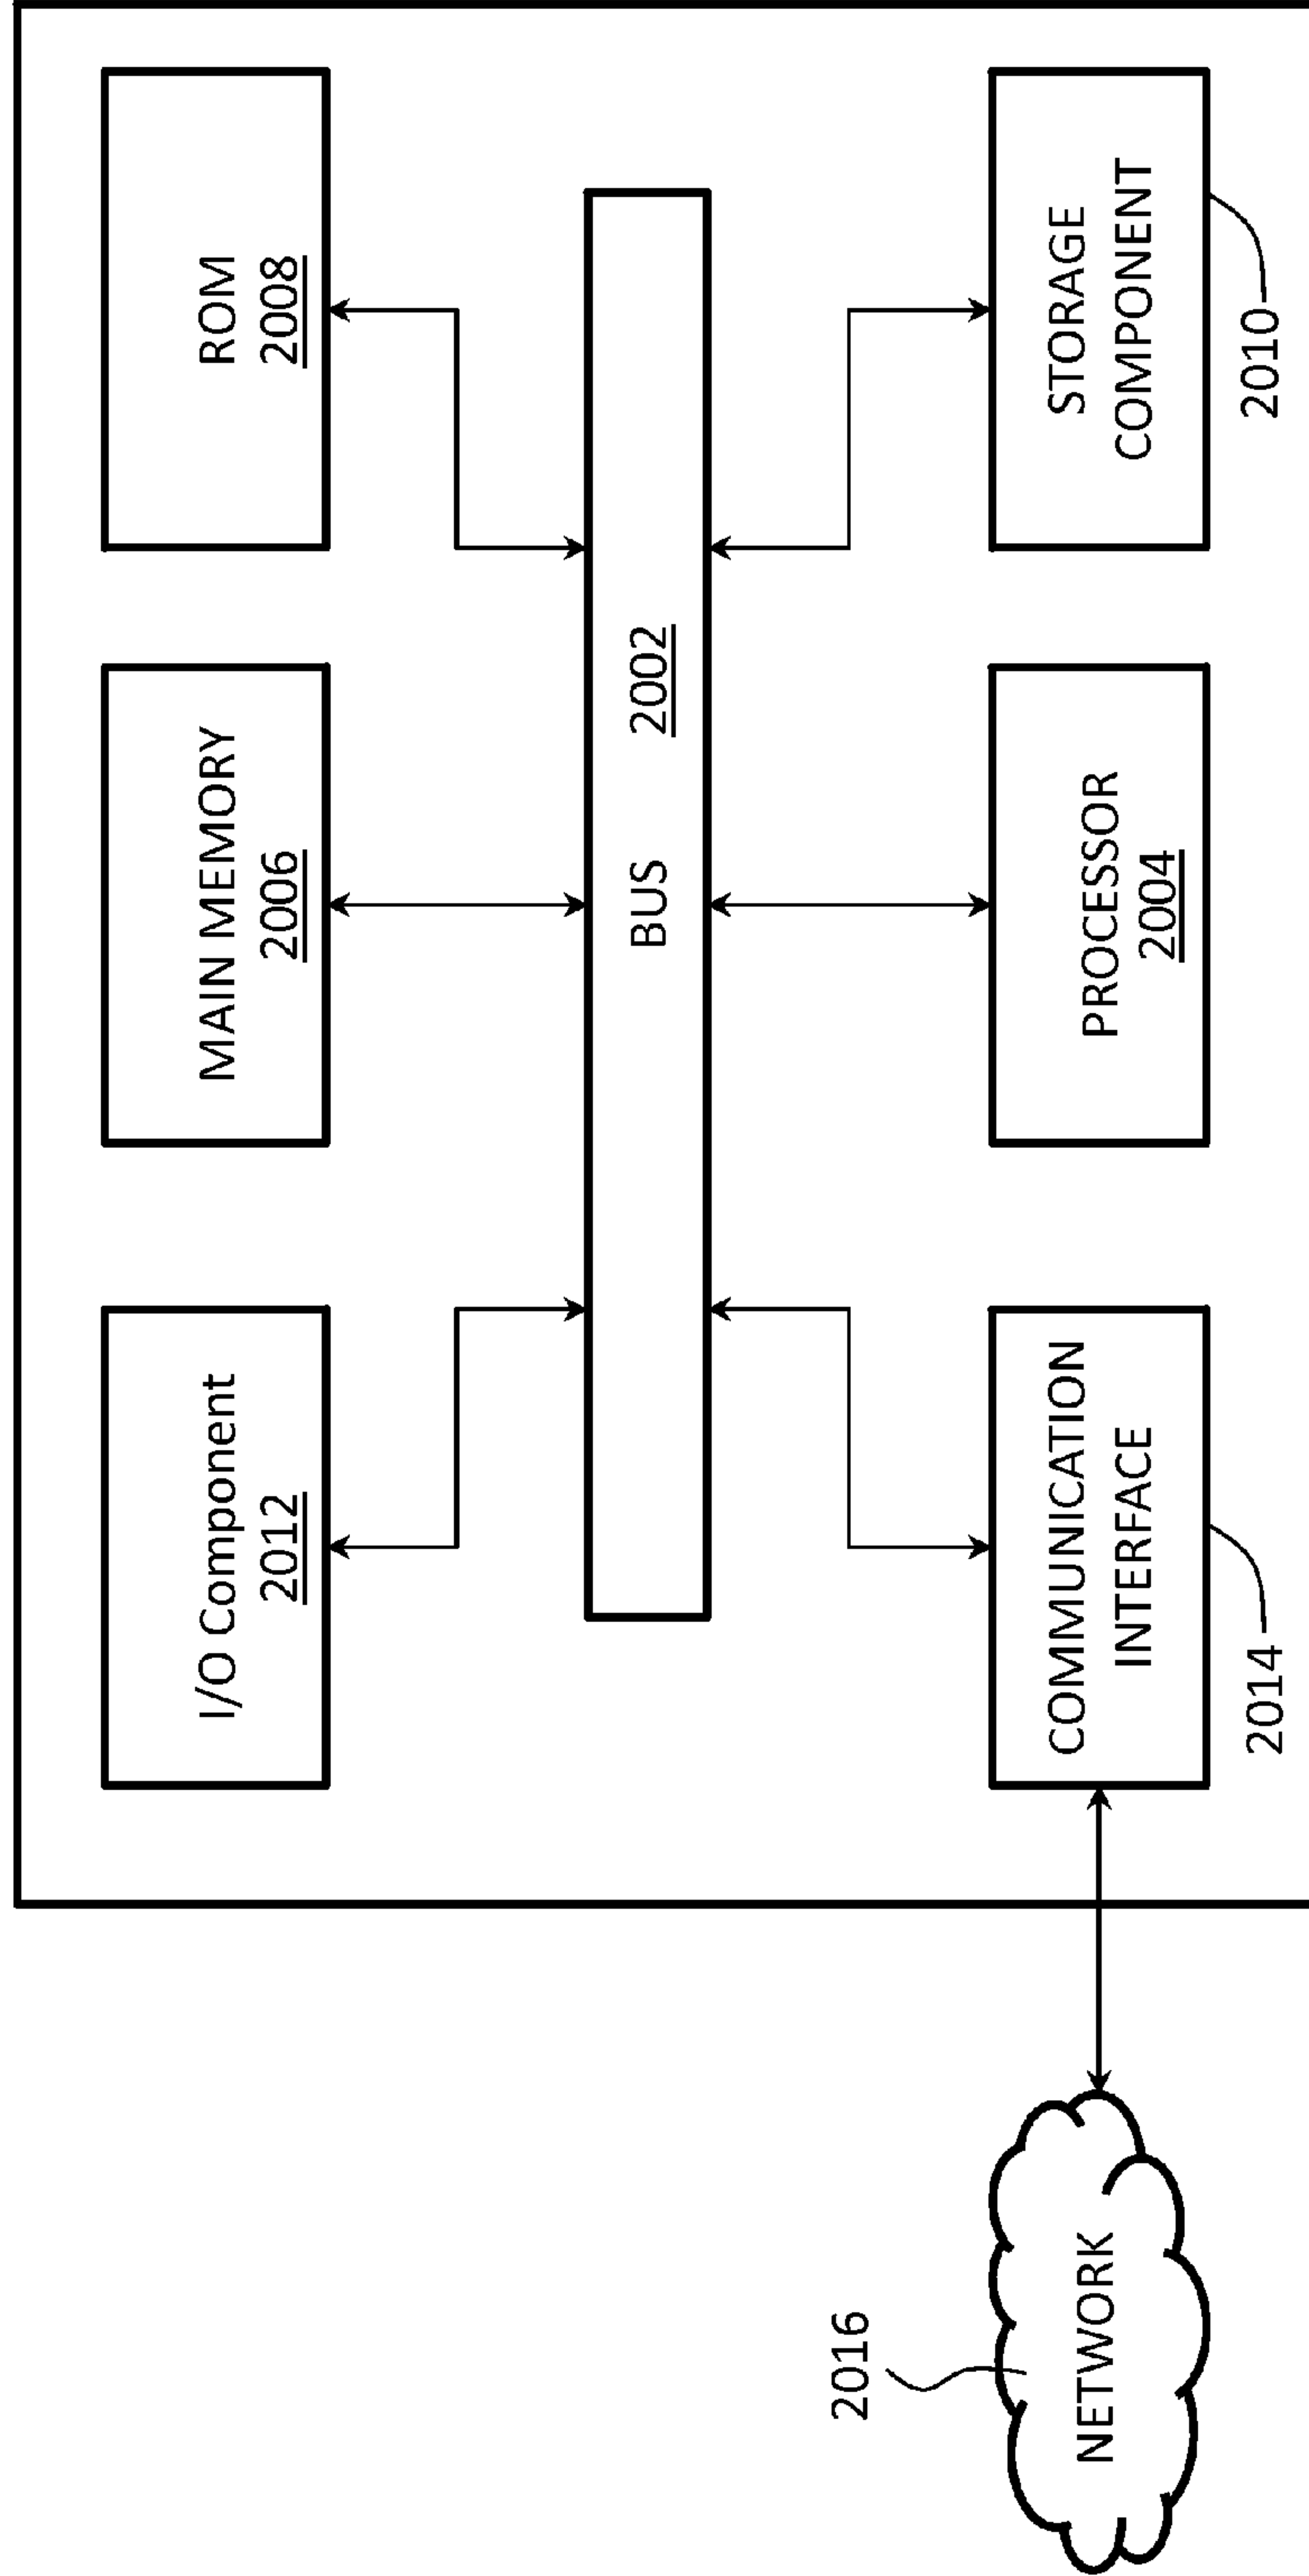 I/O Component
2012
MAIN MEMORY
2006
ROM
2008
BUS 2002
2016
NETWORK
COMMUNICATION
INTERFACE
2014
PROCESSOR
2004
STORAGE
COMPONENT
2010